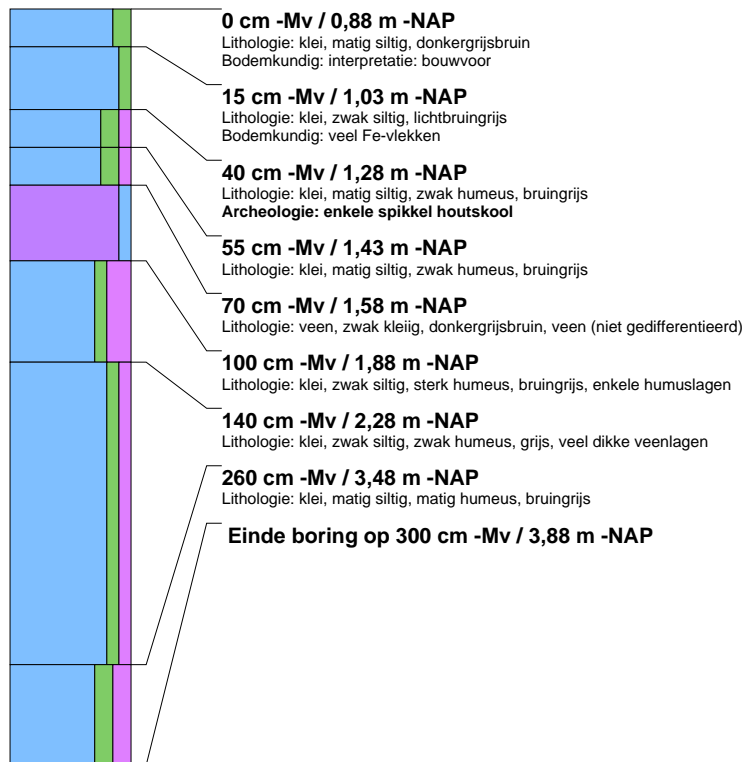 0 cm -Mv / 0,88 m -NAP
Lithologie: klei, matig siltig, donkergrijsbruin
Bodemkundig: interpretatie: bouwvoor
15 cm -Mv / 1,03 m -NAP
Lithologie: klei, zwak siltig, lichtbruingrijs
Bodemkundig: veel Fe-vlekken
40 cm -Mv / 1,28 m -NAP
Lithologie: klei, matig siltig, zwak humeus, bruingrijs
Archeologie: enkele spikkel houtskool
55 cm -Mv / 1,43 m -NAP
Lithologie: klei, matig siltig, zwak humeus, bruingrijs
70 cm -Mv / 1,58 m -NAP
Lithologie: veen, zwak kleiig, donkergrijsbruin, veen (niet gedifferentieerd)
100 cm -Mv / 1,88 m -NAP
Lithologie: klei, zwak siltig, sterk humeus, bruingrijs, enkele humuslagen
140 cm -Mv / 2,28 m -NAP
Lithologie: klei, zwak siltig, zwak humeus, grijs, veel dikke veenlagen
260 cm -Mv / 3,48 m -NAP
Lithologie: klei, matig siltig, matig humeus, bruingrijs
Einde boring op 300 cm -Mv / 3,88 m -NAP